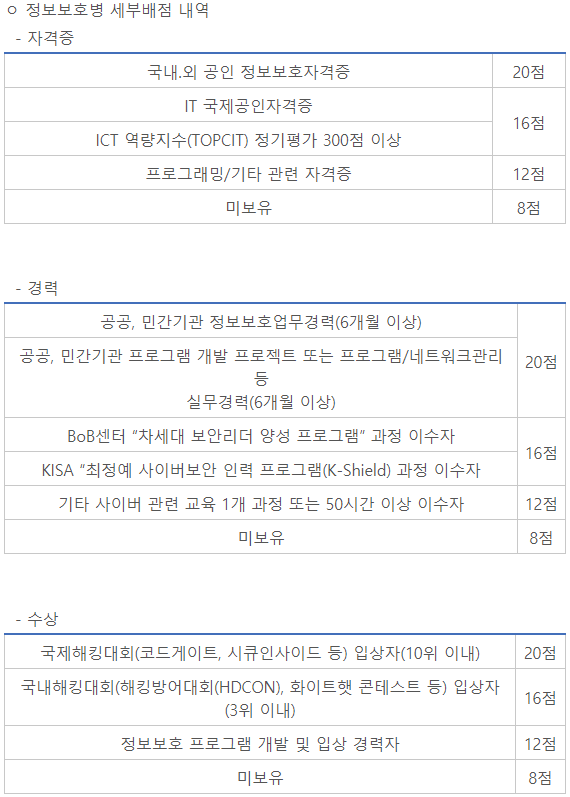 ㅇ 정보보호병 세부배점 내역
- 자격증
국내.외 공인 정보보호자격증 20점
IT 국제공인자격증
16점
ICT 역량지수(TOPCIT) 정기평가 300점 이상
프로그래밍/기타 관련 자격증 12점
미보유 8점
- 경력
공공, 민간기관 정보보호업무경력(6개월 이상)
20점
공공, 민간기관 프로그램 개발 프로젝트 또는 프로그램/네트워크관리
등
실무경력(6개월 이상)
BoB센터 “차세대 보안리더 양성 프로그램” 과정 이수자
16점
KISA “최정예 사이버보안 인력 프로그램(K-Shield) 과정 이수자
기타 사이버 관련 교육 1개 과정 또는 50시간 이상 이수자 12점
미보유 8점
- 수상
국제해킹대회(코드게이트, 시큐인사이드 등) 입상자(10위 이내) 20점
국내해킹대회(해킹방어대회(HDCON), 화이트햇 콘테스트 등) 입상자
(3위 이내)
16점
정보보호 프로그램 개발 및 입상 경력자 12점
미보유 8점